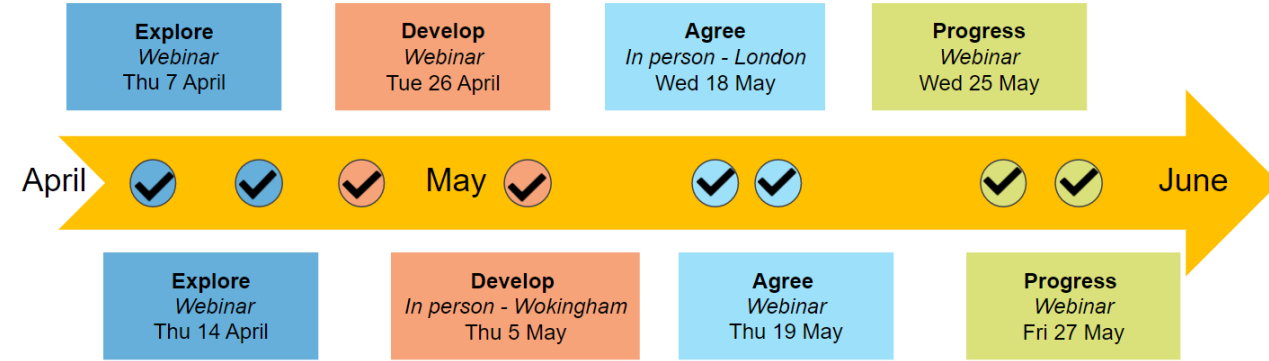 Explore
Webinar
Thu 7 April
Develop
Webinar
Tue 26 April
Agree
In person - London
Wed 18 May
Progress
Webinar
Wed 25 May
April
May
June
Explore
Webinar
Thu 14 April
Develop
In person - Wokingham
Thu 5 May
Agree
Webinar
Thu 19 May
Progress
Webinar
Fri 27 May